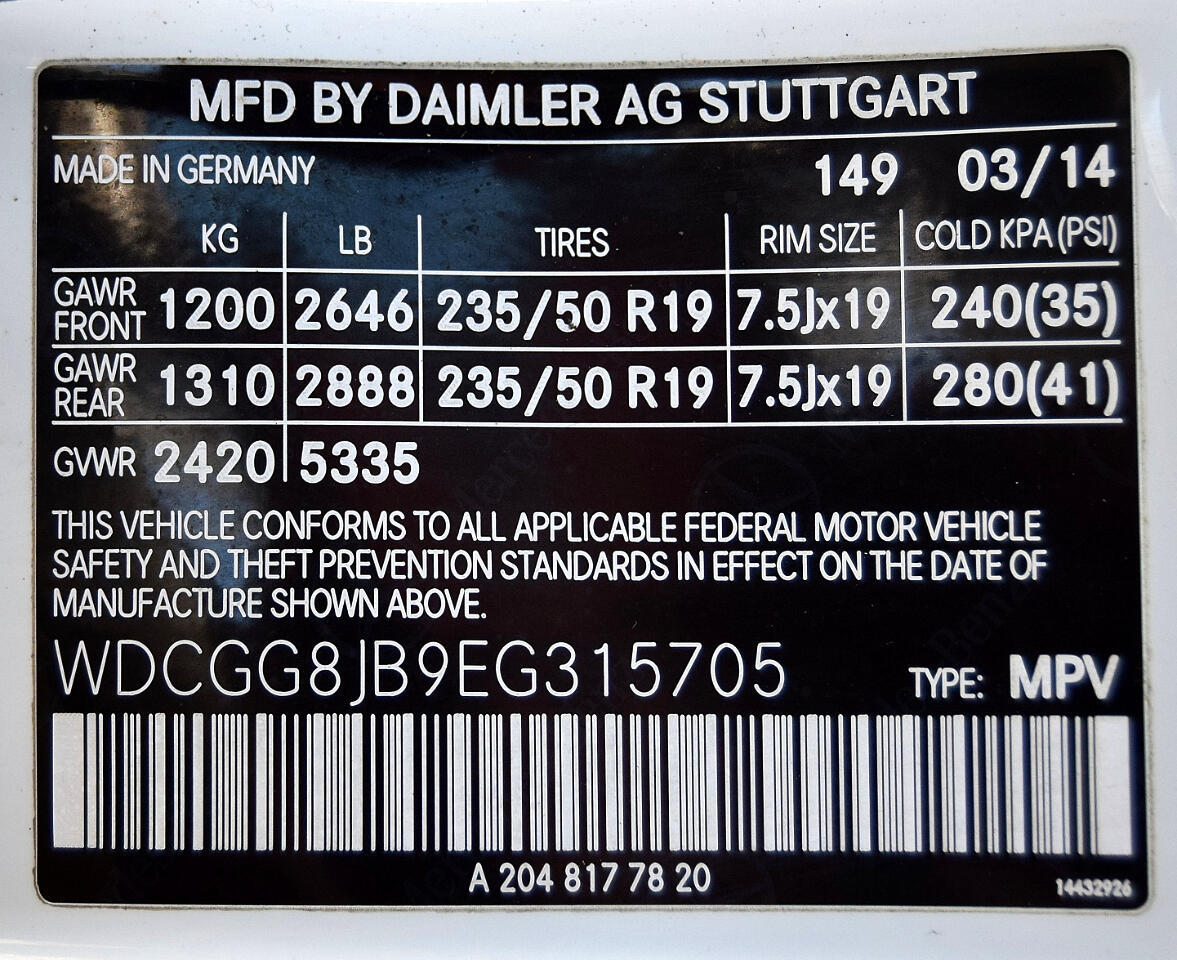 MFD BY DAIMLER AG STUTTGART
MADE IN GERMANY 149 03/14
KG LB TIRES RIM SIZE COLD KPA (PSI)
GAWR FRONT 1200 2646 235/50 R19 7.5Jx19 240(35)
GAWR REAR 1310 2888 235/50 R19 7.5Jx19 280(41)
GVWR 2420 5335
THIS VEHICLE CONFORMS TO ALL APPLICABLE FEDERAL MOTOR VEHICLE
SAFETY AND THEFT PREVENTION STANDARDS IN EFFECT ON THE DATE OF
MANUFACTURE SHOWN ABOVE.
WDCGG8JB9EG315705 TYPE: MPV
A 204 817 78 20 14432926